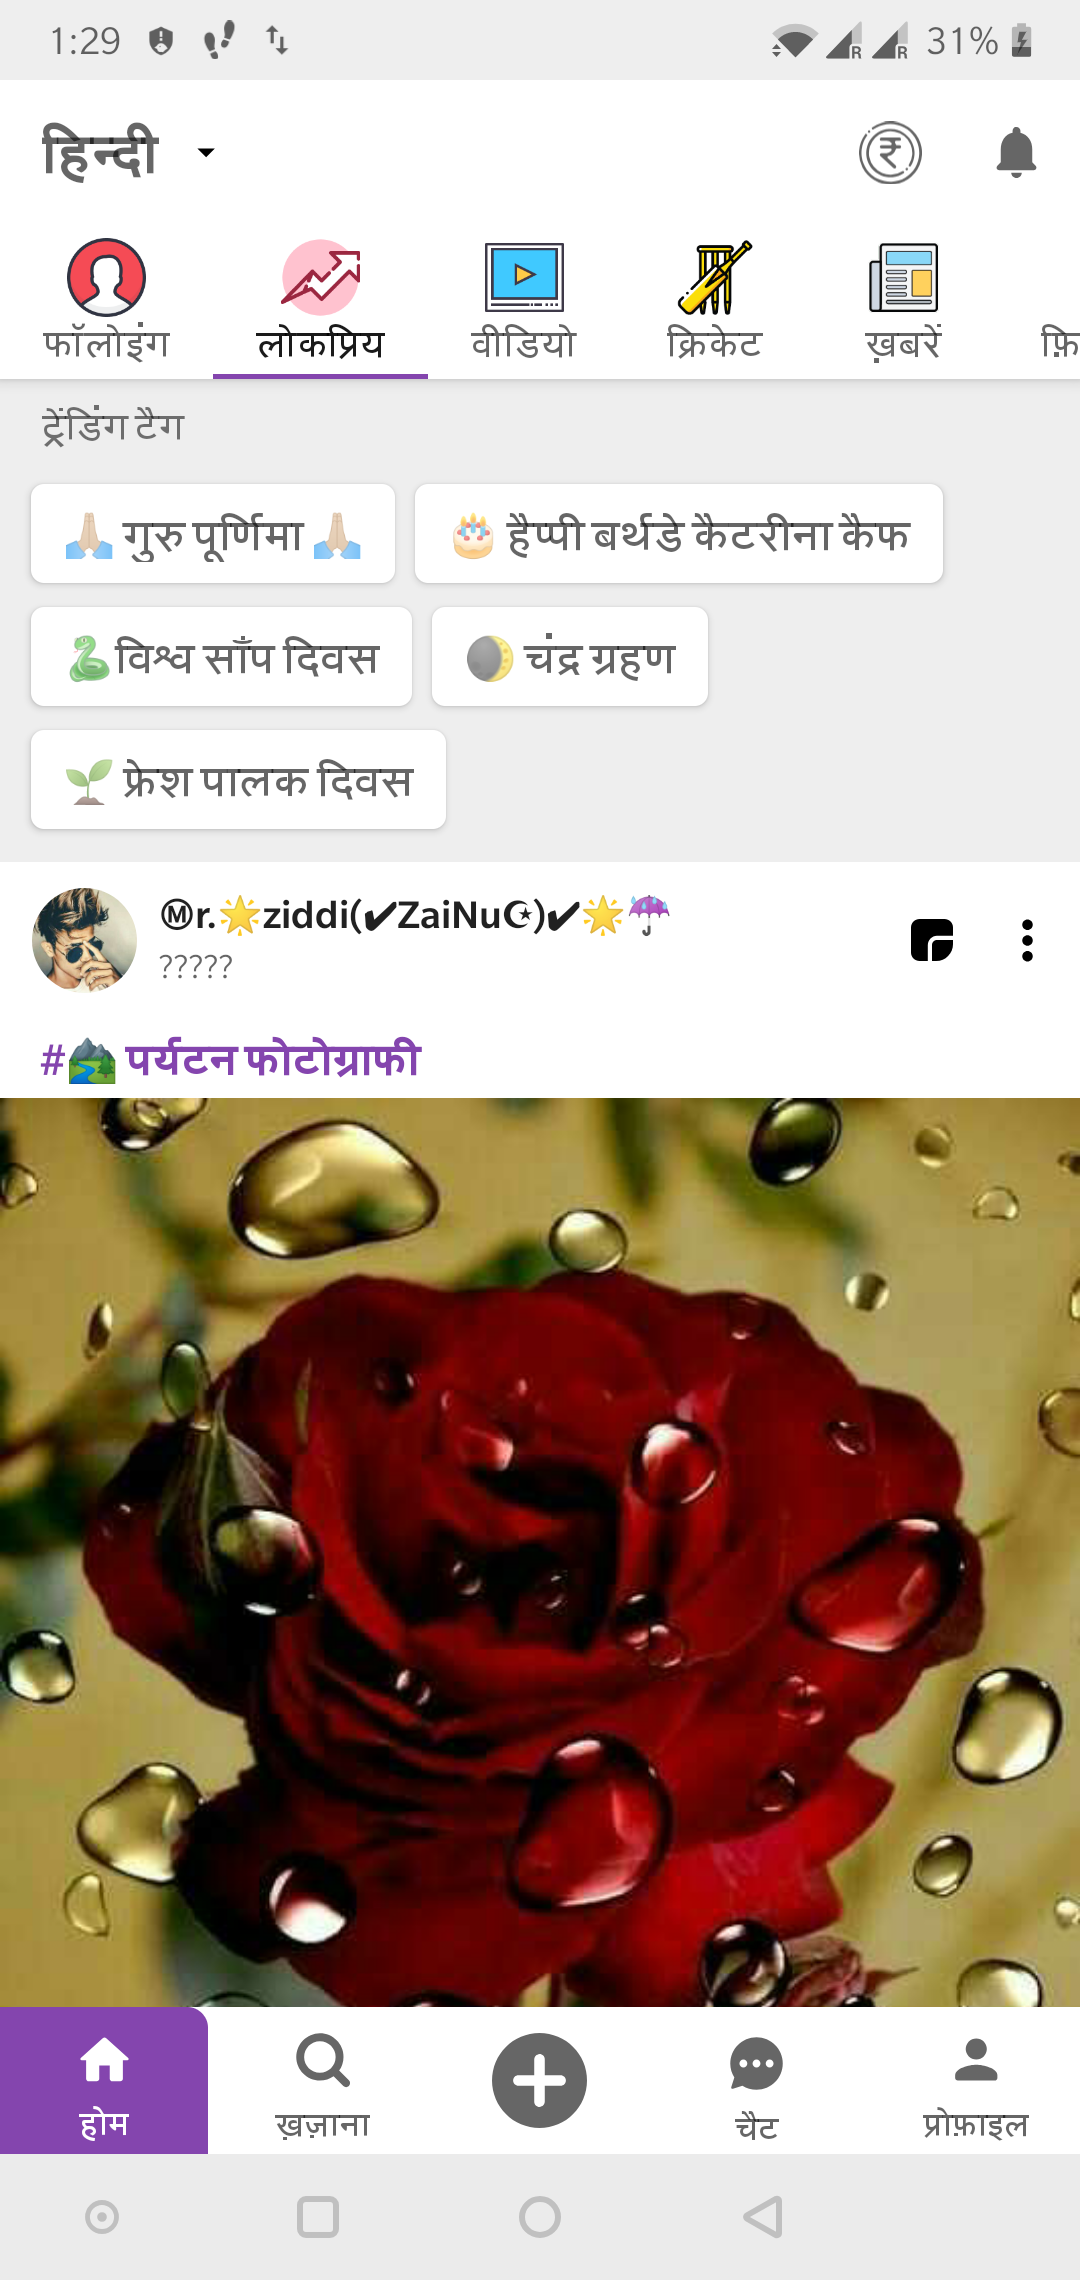 1:29 31%
हिन्दी
फॉलोइंग लोकप्रिय वीडियो क्रिकेट ख़बरें फ़ि
ट्रेंडिंग टैग
🙏🏻 गुरु पूर्णिमा 🙏🏻 🎂 हैप्पी बर्थडे कैटरीना कैफ
🐍विश्व साँप दिवस 🌒 चंद्र ग्रहण
🌱 फ्रेश पालक दिवस
Ⓜr.🌟ziddi(✔ZaiNu☪)✔🌟☔
?????
#🏞 पर्यटन फोटोग्राफी
होम ख़ज़ाना चैट प्रोफ़ाइल